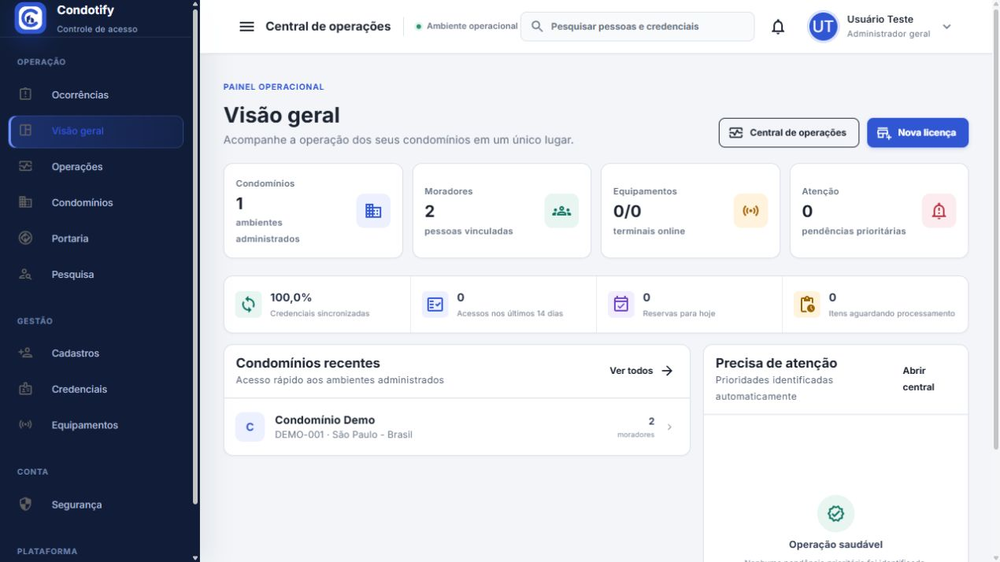 Condotify
Controle de acesso
OPERAÇÃO
Ocorrências
Visão geral
Operações
Condomínios
Portaria
Pesquisa
GESTÃO
Cadastros
Credenciais
Equipamentos
CONTA
Segurança
PLATAFORMA
Central de operações
Ambiente operacional
Pesquisar pessoas e credenciais
UT
Usuário Teste
Administrador geral
PAINEL OPERACIONAL
Visão geral
Acompanhe a operação dos seus condomínios em um único lugar.
Central de operações
Nova licença
Condomínios
1
ambientes
administrados
Moradores
2
pessoas vinculadas
Equipamentos
0/0
terminais online
Atenção
0
pendências prioritárias
100,0%
Credenciais sincronizadas
0
Acessos nos últimos 14 dias
0
Reservas para hoje
0
Itens aguardando processamento
Condomínios recentes
Acesso rápido aos ambientes administrados
Ver todos
C
Condomínio Demo
DEMO-001 · São Paulo - Brasil
2
moradores
Precisa de atenção
Prioridades identificadas
automaticamente
Abrir
central
Operação saudável
Nenhuma pendência prioritária foi identificada